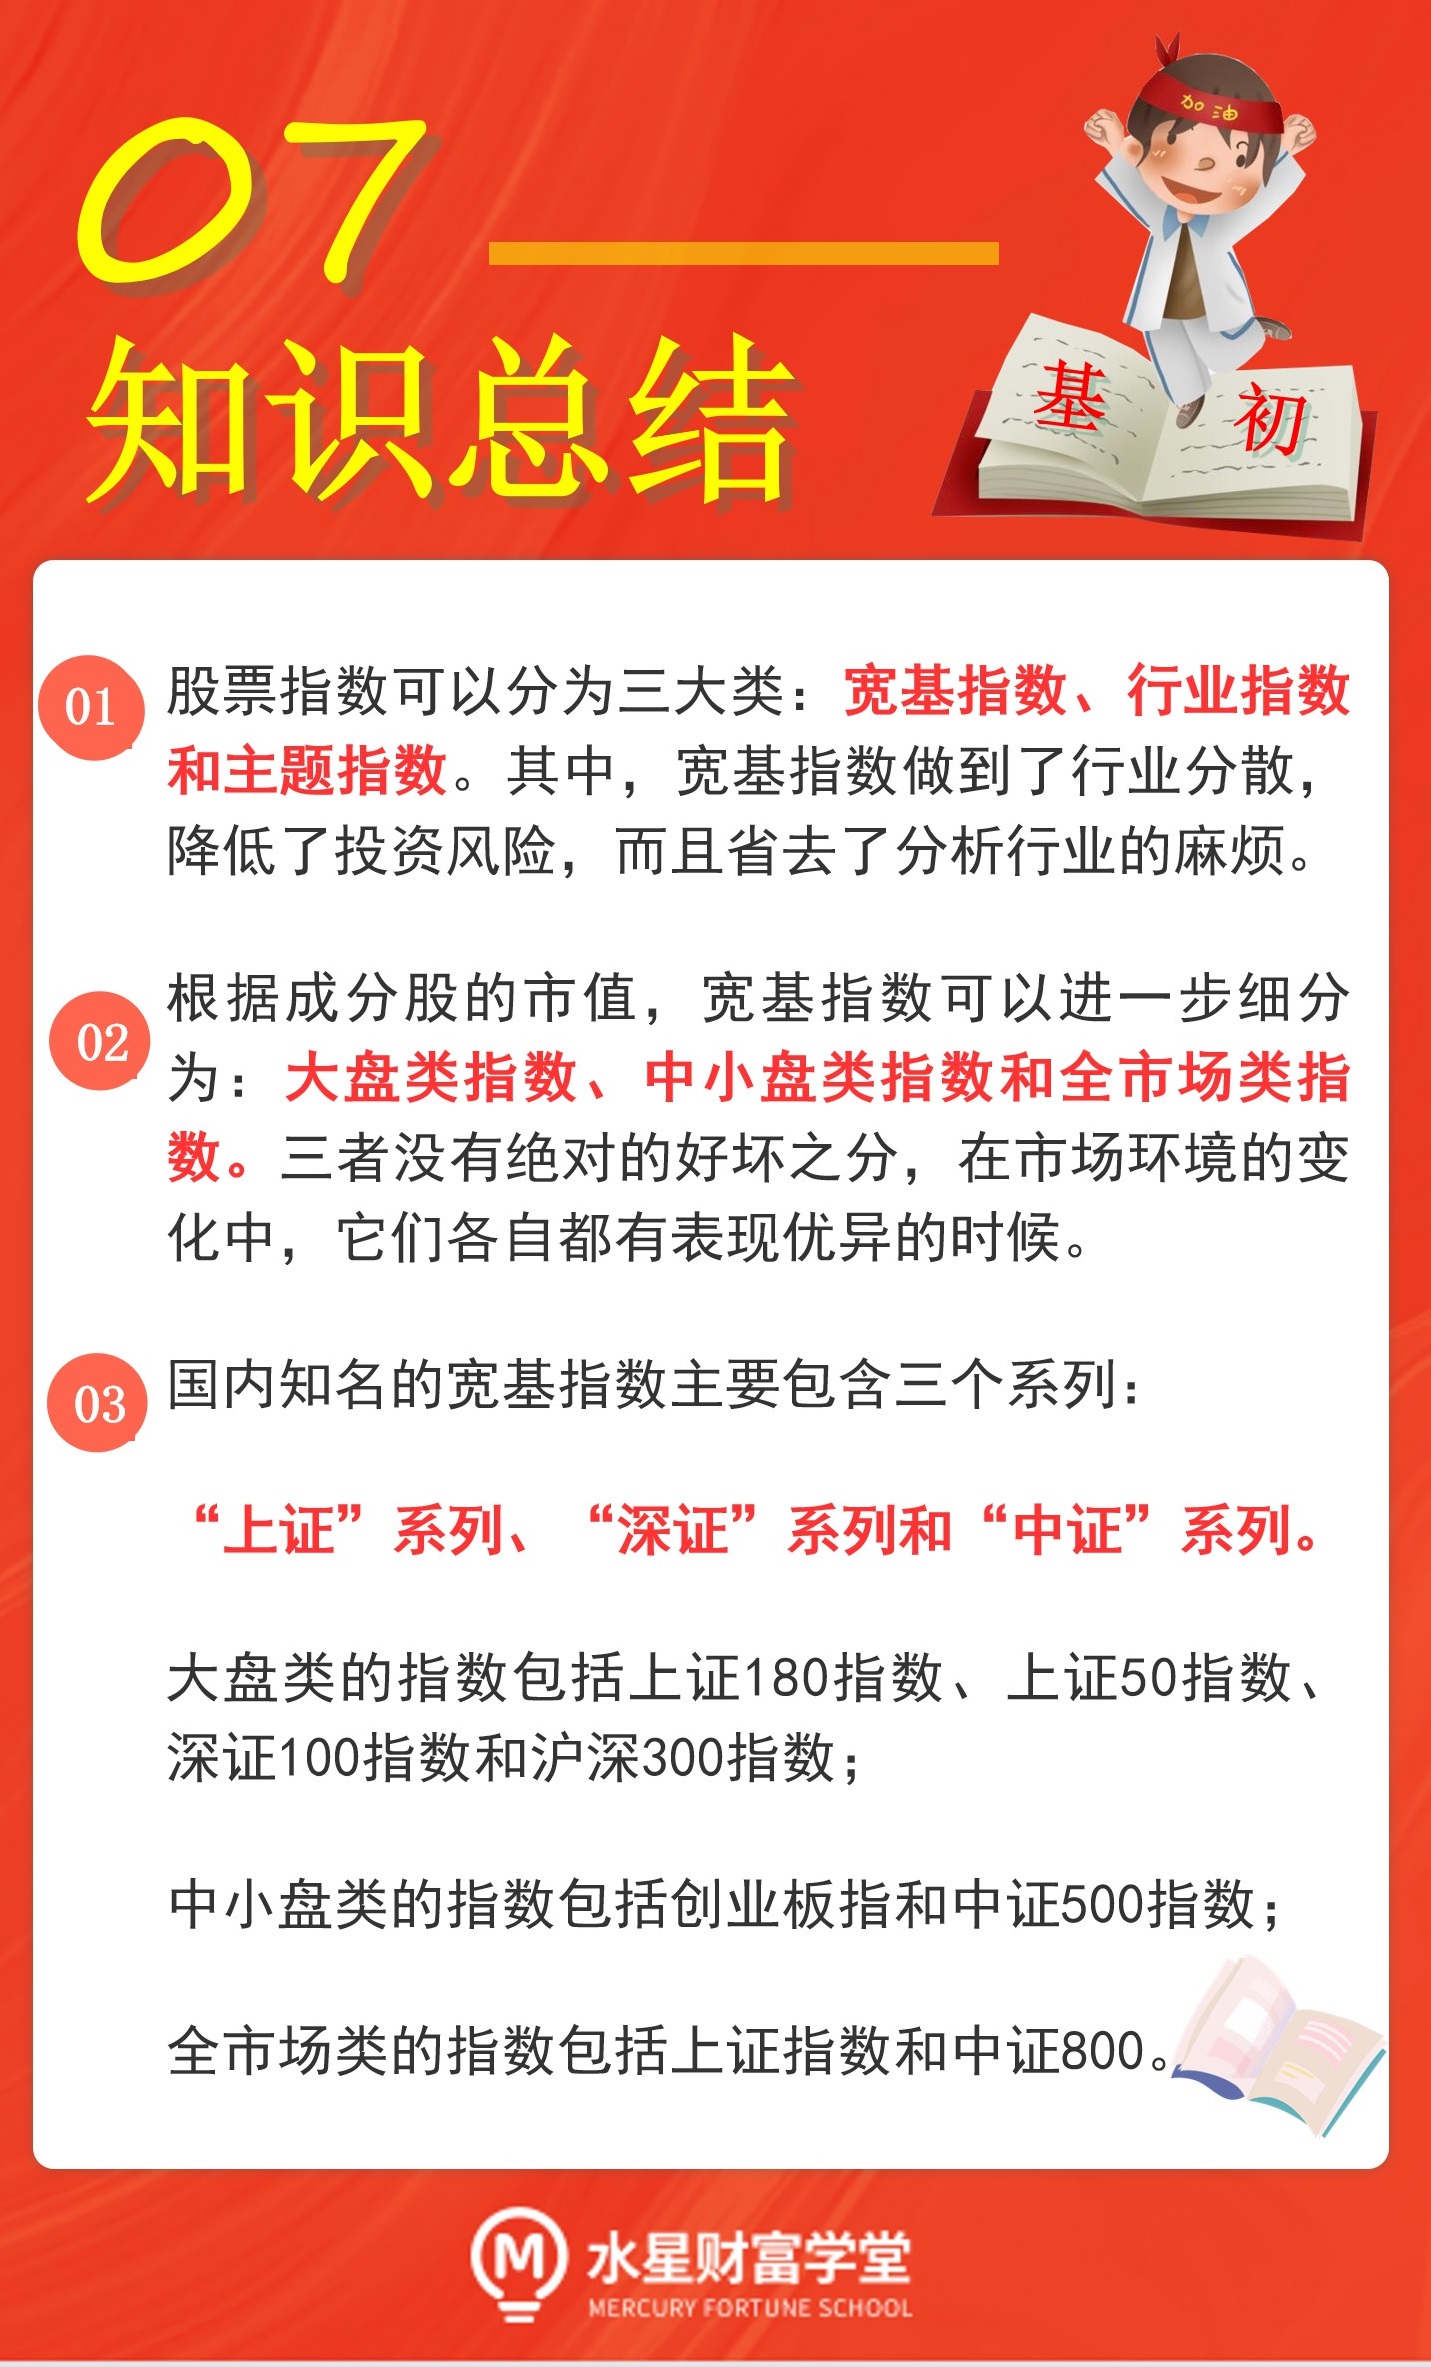 07
知识总结
加油
基 初
01 股票指数可以分为三大类：宽基指数、行业指数
和主题指数。其中，宽基指数做到了行业分散，
降低了投资风险，而且省去了分析行业的麻烦。
02 根据成分股的市值，宽基指数可以进一步细分
为：大盘类指数、中小盘类指数和全市场类指
数。三者没有绝对的好坏之分，在市场环境的变
化中，它们各自都有表现优异的时候。
03 国内知名的宽基指数主要包含三个系列：
“上证”系列、“深证”系列和“中证”系列。
大盘类的指数包括上证180指数、上证50指数、
深证100指数和沪深300指数；
中小盘类的指数包括创业板指和中证500指数；
全市场类的指数包括上证指数和中证800。
M 水星财富学堂
MERCURY FORTUNE SCHOOL